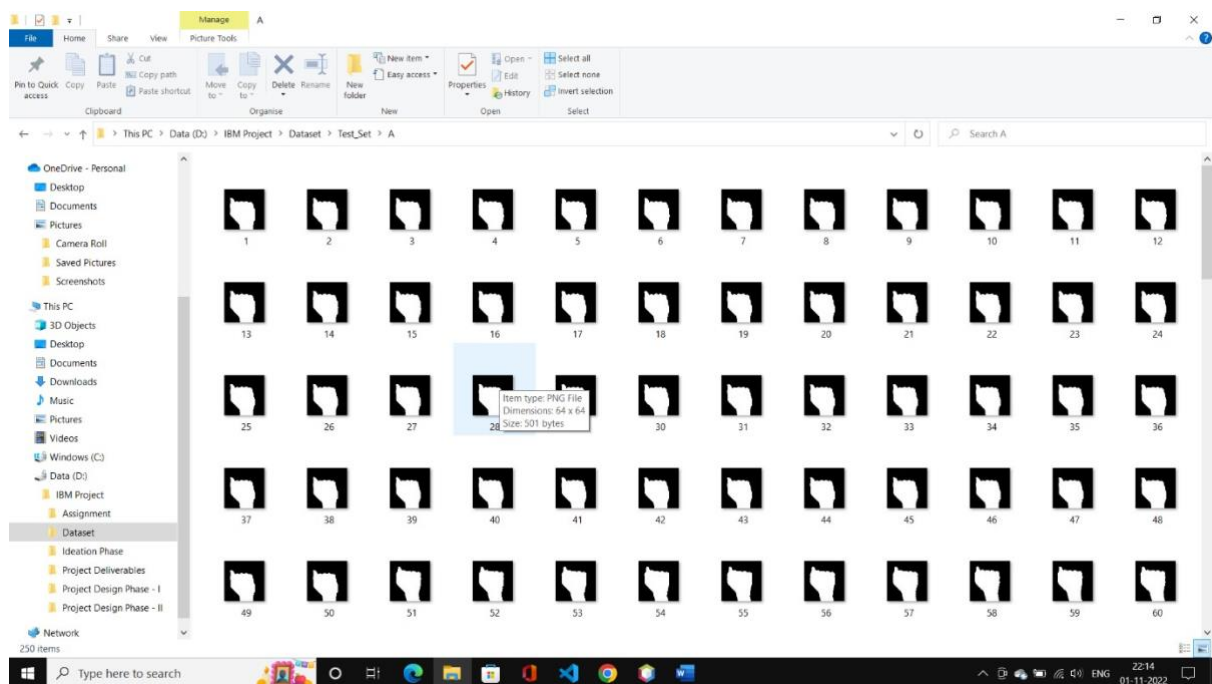 Manage A
File Home Share View Picture Tools
Pin to Quick access
Copy
Paste
Cut
Copy path
Paste shortcut
Clipboard
Move to
Copy to
Delete
Rename
Organise
New folder
New item
Easy access
New
Properties
Open
Edit
History
Open
Select all
Select none
Invert selection
Select
This PC > Data (D:) > IBM Project > Dataset > Test_Set > A
Search A
OneDrive - Personal
Desktop
Documents
Pictures
Camera Roll
Saved Pictures
Screenshots
This PC
3D Objects
Desktop
Documents
Downloads
Music
Pictures
Videos
Windows (C:)
Data (D:)
IBM Project
Assignment
Dataset
Ideation Phase
Project Deliverables
Project Design Phase - I
Project Design Phase - II
Network
1 2 3 4 5 6 7 8 9 10 11 12
13 14 15 16 17 18 19 20 21 22 23 24
25 26 27 28 30 31 32 33 34 35 36
Item type: PNG File
Dimensions: 64 x 64
Size: 501 bytes
37 38 39 40 41 42 43 44 45 46 47 48
49 50 51 52 53 54 55 56 57 58 59 60
250 items
Type here to search
ENG
22:14
01-11-2022